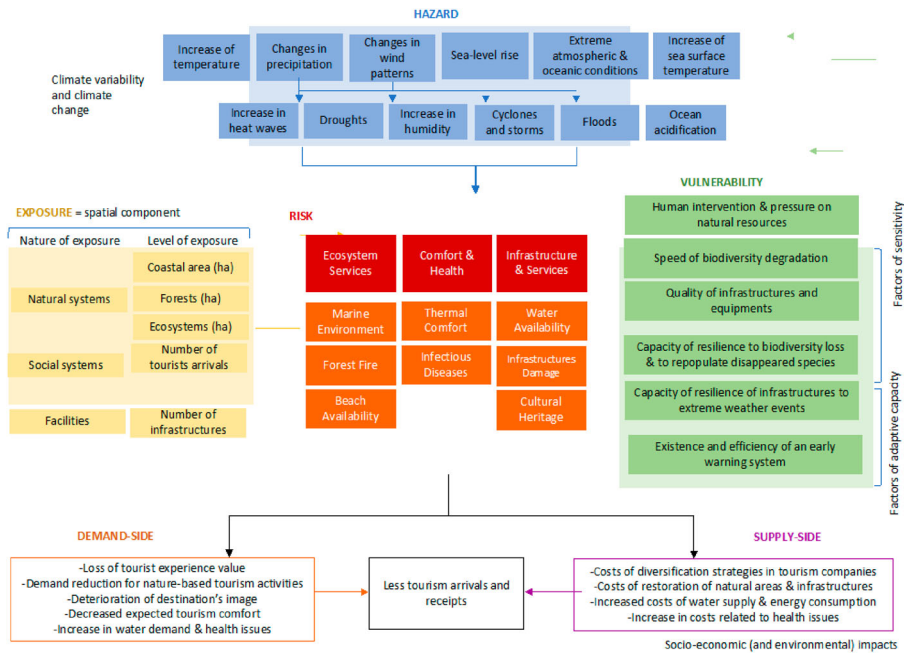 HAZARD
Increase of
temperature
Changes in
precipitation
Changes in
wind
patterns
Sea-level rise
Extreme
atmospheric &
oceanic conditions
Increase of
sea surface
temperature
Climate variability
and climate
change
Increase in
heat waves
Droughts
Increase in
humidity
Cyclones
and storms
Floods
Ocean
acidification
EXPOSURE = spatial component
Nature of exposure
Level of exposure
Coastal area (ha)
Natural systems
Forests (ha)
Ecosystems (ha)
Social systems
Number of
tourists arrivals
Facilities
Number of
infrastructures
RISK
Ecosystem
Services
Comfort &
Health
Infrastructure
& Services
Marine
Environment
Thermal
Comfort
Water
Availability
Forest Fire
Infectious
Diseases
Infrastructures
Damage
Beach
Availability
Cultural
Heritage
VULNERABILITY
Human intervention & pressure on
natural resources
Speed of biodiversity degradation
Quality of infrastructures and
equipments
Capacity of resilience to biodiversity loss
& to repopulate disappeared species
Capacity of resilience of infrastructures to
extreme weather events
Existence and efficiency of an early
warning system
Factors of sensitivity
Factors of adaptive capacity
DEMAND-SIDE
-Loss of tourist experience value
-Demand reduction for nature-based tourism activities
-Deterioration of destination's image
-Decreased expected tourism comfort
-Increase in water demand & health issues
Less tourism arrivals and
receipts
SUPPLY-SIDE
-Costs of diversification strategies in tourism companies
-Costs of restoration of natural areas & infrastructures
-Increased costs of water supply & energy consumption
-Increase in costs related to health issues
Socio-economic (and environmental) impacts